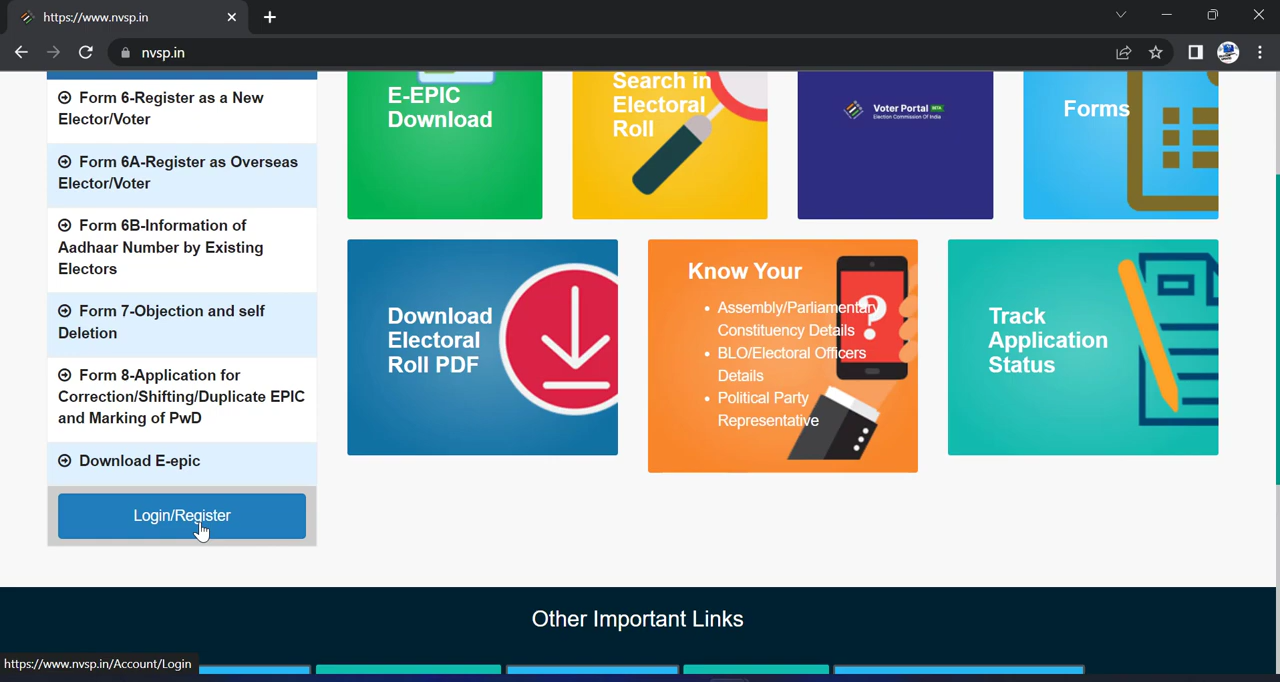 https://www.nvsp.in
nvsp.in
Form 6-Register as a New
Elector/Voter
Form 6A-Register as Overseas
Elector/Voter
Form 6B-Information of
Aadhaar Number by Existing
Electors
Form 7-Objection and self
Deletion
Form 8-Application for
Correction/Shifting/Duplicate EPIC
and Marking of PwD
Download E-epic
Login/Register
E-EPIC
Download
Search in
Electoral
Roll
Voter Portal BETA
Election Commission Of India
Forms
Download
Electoral
Roll PDF
Know Your
• Assembly/Parliamentary
Constituency Details
• BLO/Electoral Officers
Details
• Political Party
Representative
?
Track
Application
Status
Other Important Links
https://www.nvsp.in/Account/Login